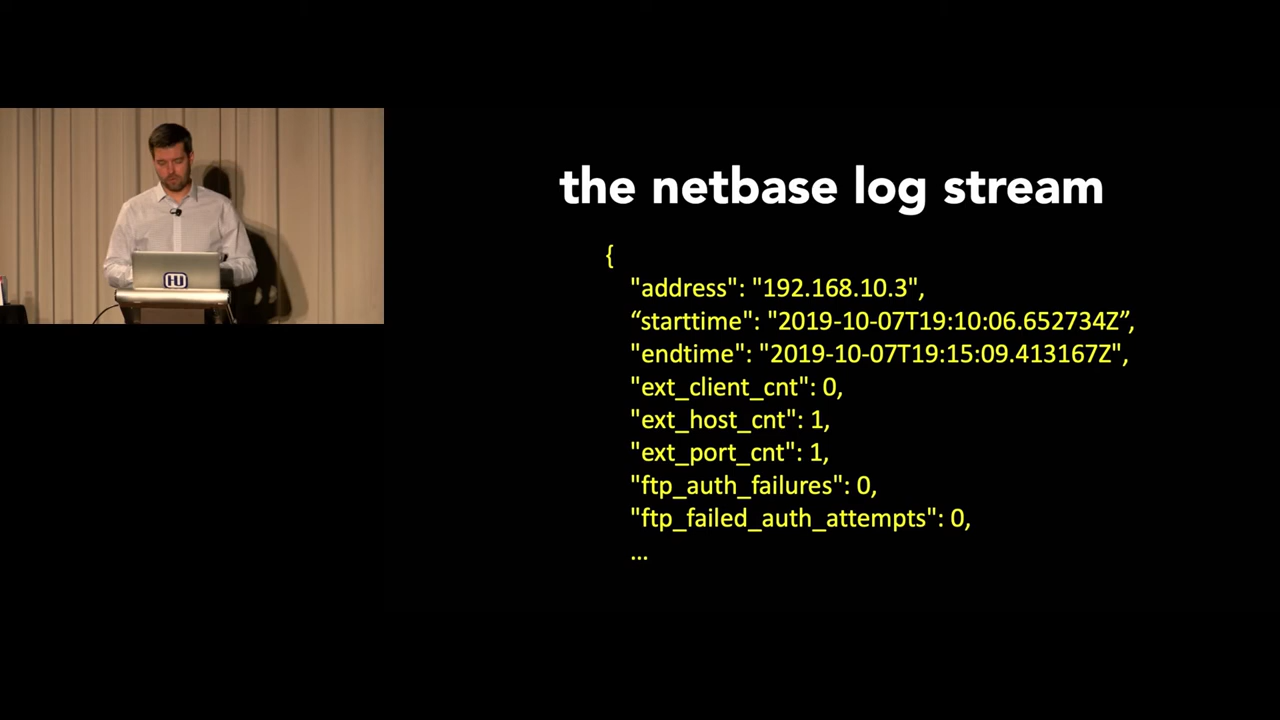 the netbase log stream
{
"address": "192.168.10.3",
“starttime": "2019-10-07T19:10:06.652734Z”,
"endtime": "2019-10-07T19:15:09.413167Z",
"ext_client_cnt": 0,
"ext_host_cnt": 1,
"ext_port_cnt": 1,
"ftp_auth_failures": 0,
"ftp_failed_auth_attempts": 0,
...